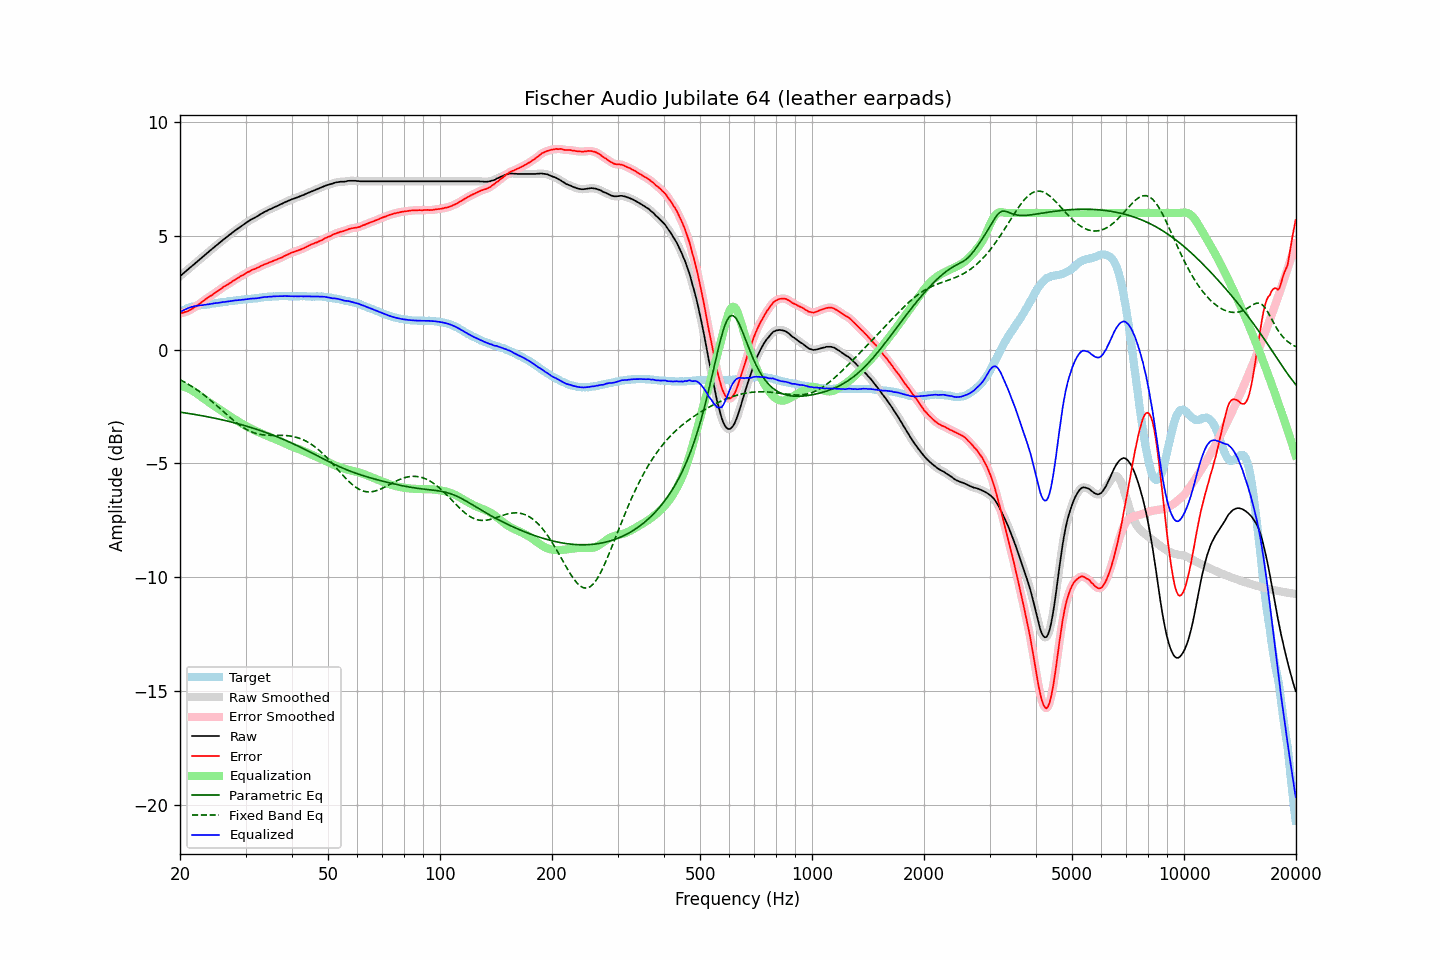 Fischer Audio Jubilate 64 (leather earpads)
10
5
0
−5
−10
−15
−20
Amplitude (dBr)
Target
Raw Smoothed
Error Smoothed
Raw
Error
Equalization
Parametric Eq
Fixed Band Eq
Equalized
20 50 100 200 500 1000 2000 5000 10000 20000
Frequency (Hz)